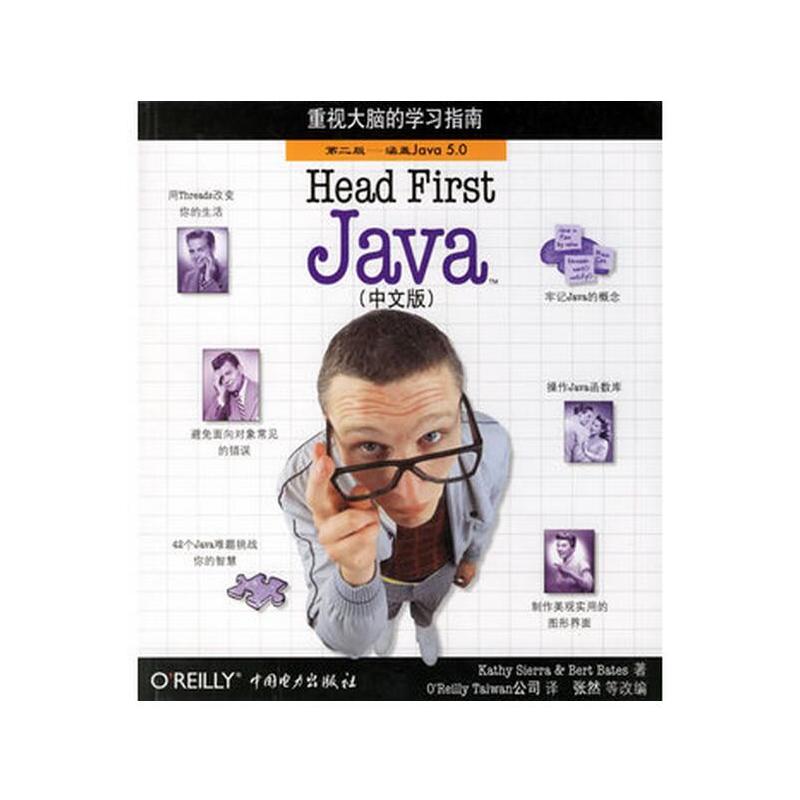 重视大脑的学习指南
第二版——涵盖Java 5.0
Head First
Java™
(中文版)
用Threads改变
你的生活
牢记Java的概念
避免面向对象常见
的错误
操作Java函数库
42个Java难题挑战
你的智慧
制作美观实用的
图形界面
Kathy Sierra & Bert Bates 著
O'REILLY® 中国电力出版社
O'Reilly Taiwan公司 译 张然 等改编